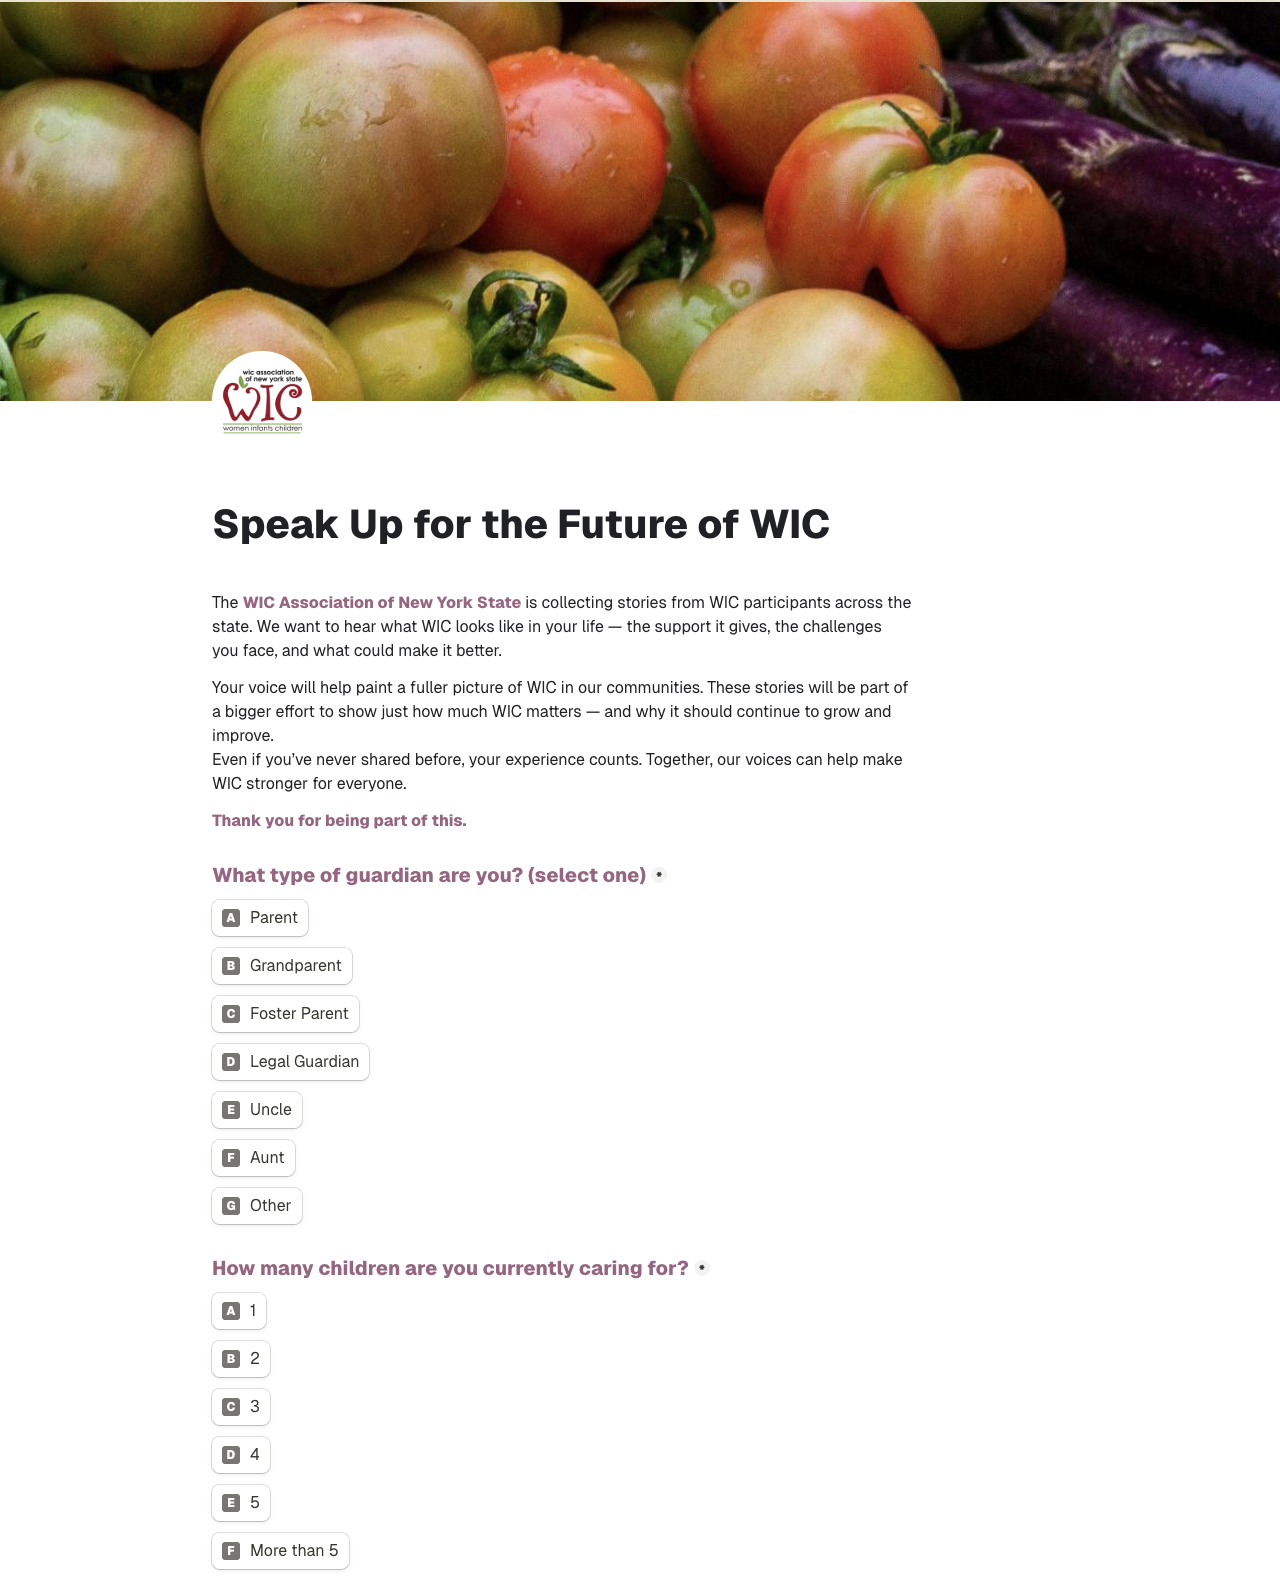 wic association
of new york state
WIC
women infants children
Speak Up for the Future of WIC
The WIC Association of New York State is collecting stories from WIC participants across the
state. We want to hear what WIC looks like in your life — the support it gives, the challenges
you face, and what could make it better.
Your voice will help paint a fuller picture of WIC in our communities. These stories will be part of
a bigger effort to show just how much WIC matters — and why it should continue to grow and
improve.
Even if you’ve never shared before, your experience counts. Together, our voices can help make
WIC stronger for everyone.
Thank you for being part of this.
What type of guardian are you? (select one) *
A Parent
B Grandparent
C Foster Parent
D Legal Guardian
E Uncle
F Aunt
G Other
How many children are you currently caring for? *
A 1
B 2
C 3
D 4
E 5
F More than 5